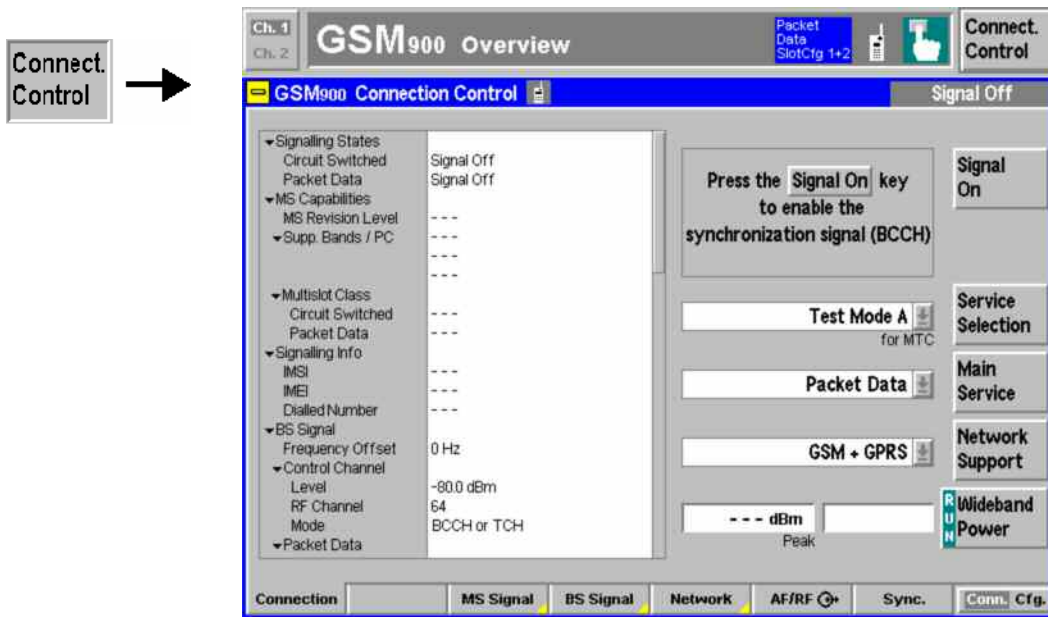 Connect.
Control
Ch. 1
Ch. 2
GSM900 Overview
Packet
Data
SlotCfg 1+2
Connect.
Control
GSM900 Connection Control
Signal Off
Signalling States
Circuit Switched Signal Off
Packet Data Signal Off
MS Capabilities
MS Revision Level - - -
Supp. Bands / PC - - -
- - -
- - -
Multislot Class
Circuit Switched - - -
Packet Data - - -
Signalling Info
IMSI - - -
IMEI - - -
Dialled Number - - -
BS Signal
Frequency Offset 0 Hz
Control Channel
Level -80.0 dBm
RF Channel 64
Mode BCCH or TCH
Packet Data
Press the Signal On key
to enable the
synchronization signal (BCCH)
Signal
On
Test Mode A
for MTC
Service
Selection
Packet Data
Main
Service
GSM + GPRS
Network
Support
- - - dBm
Peak
RUN
Wideband
Power
Connection MS Signal BS Signal Network AF/RF Sync. Conn. Cfg.